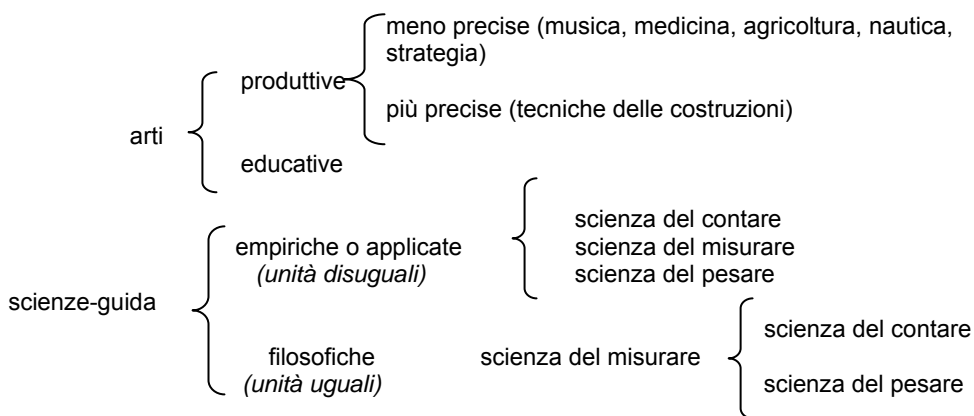 meno precise (musica, medicina, agricoltura, nautica,
strategia)
produttive
più precise (tecniche delle costruzioni)
arti
educative
scienza del contare
empiriche o applicate
scienza del misurare
(unità disuguali)
scienza del pesare
scienze-guida
scienza del contare
filosofiche
scienza del misurare
(unità uguali)
scienza del pesare